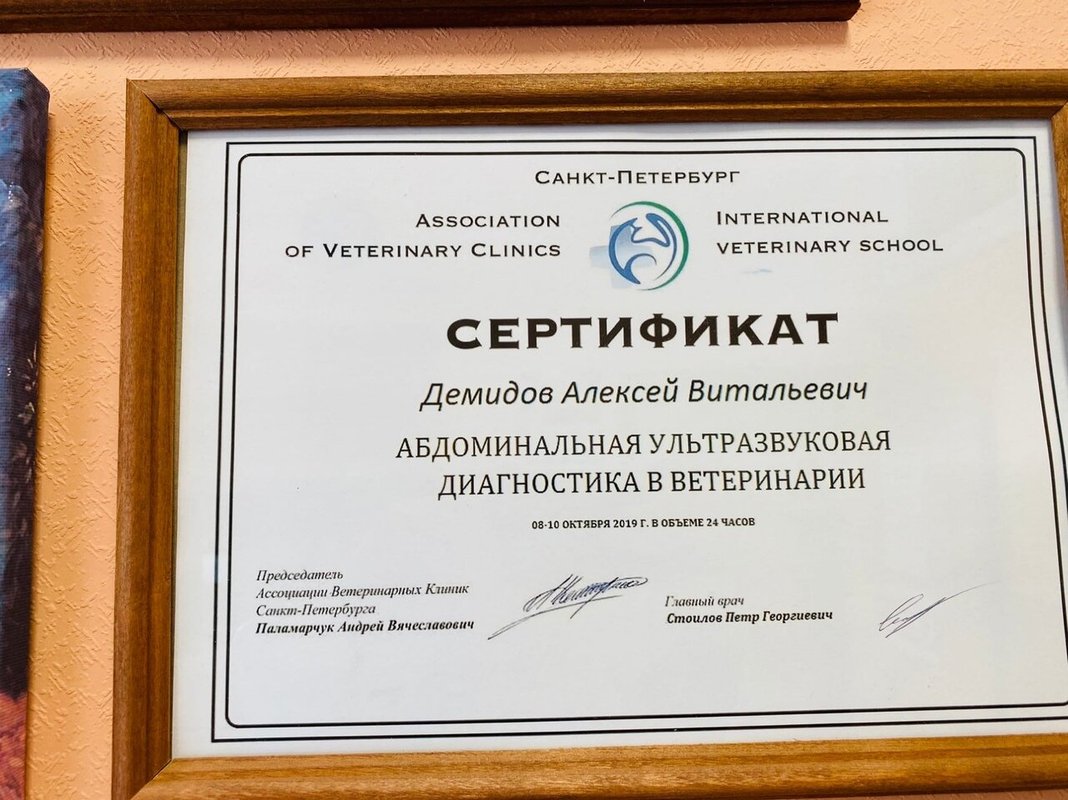 САНКТ-ПЕТЕРБУРГ
ASSOCIATION
OF VETERINARY CLINICS
INTERNATIONAL
VETERINARY SCHOOL
СЕРТИФИКАТ
Демидов Алексей Витальевич
АБДОМИНАЛЬНАЯ УЛЬТРАЗВУКОВАЯ
ДИАГНОСТИКА В ВЕТЕРИНАРИИ
08-10 ОКТЯБРЯ 2019 Г. В ОБЪЕМЕ 24 ЧАСОВ
Председатель
Ассоциации Ветеринарных Клиник
Санкт-Петербурга
Паламарчук Андрей Вячеславович
Главный врач
Стоилов Петр Георгиевич